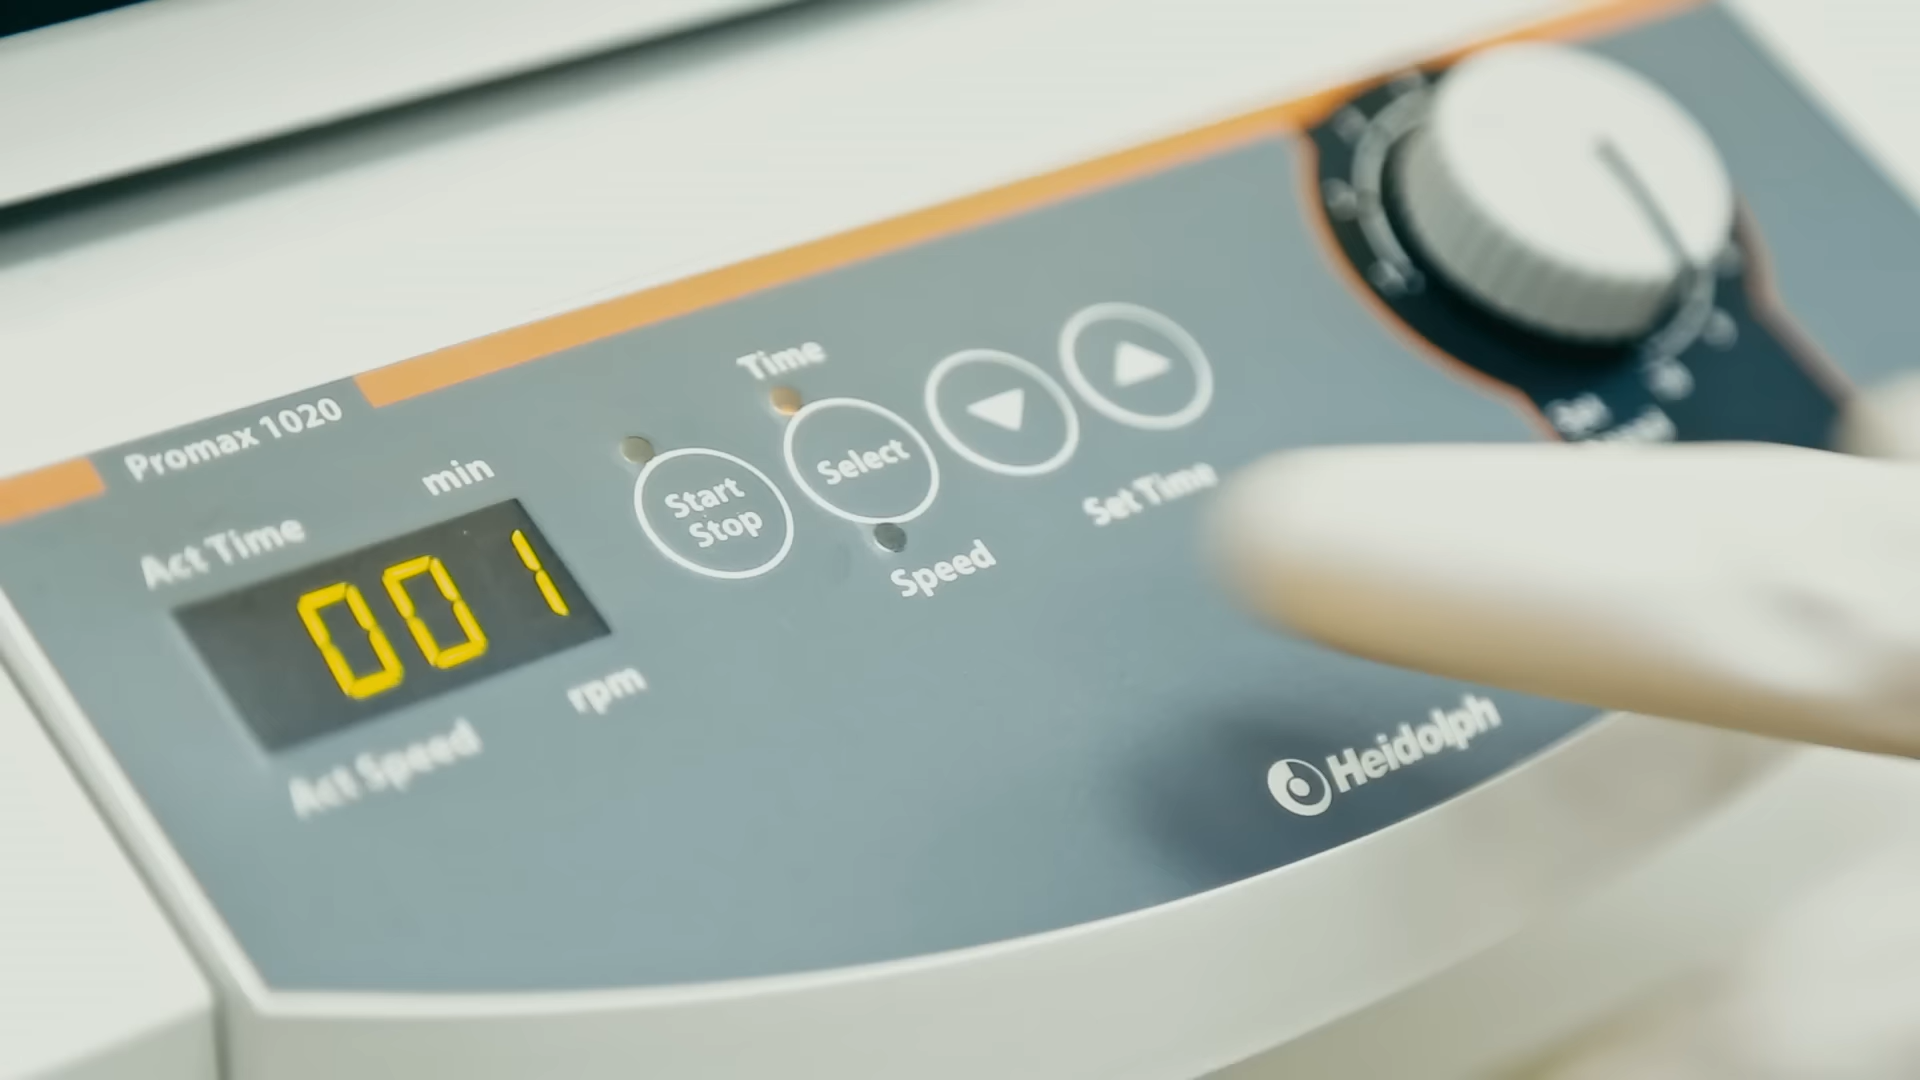 Promax 1020
min
Act Time
001
rpm
Act Speed
Time
Start
Stop
Select
Speed
Set Time
Heidolph